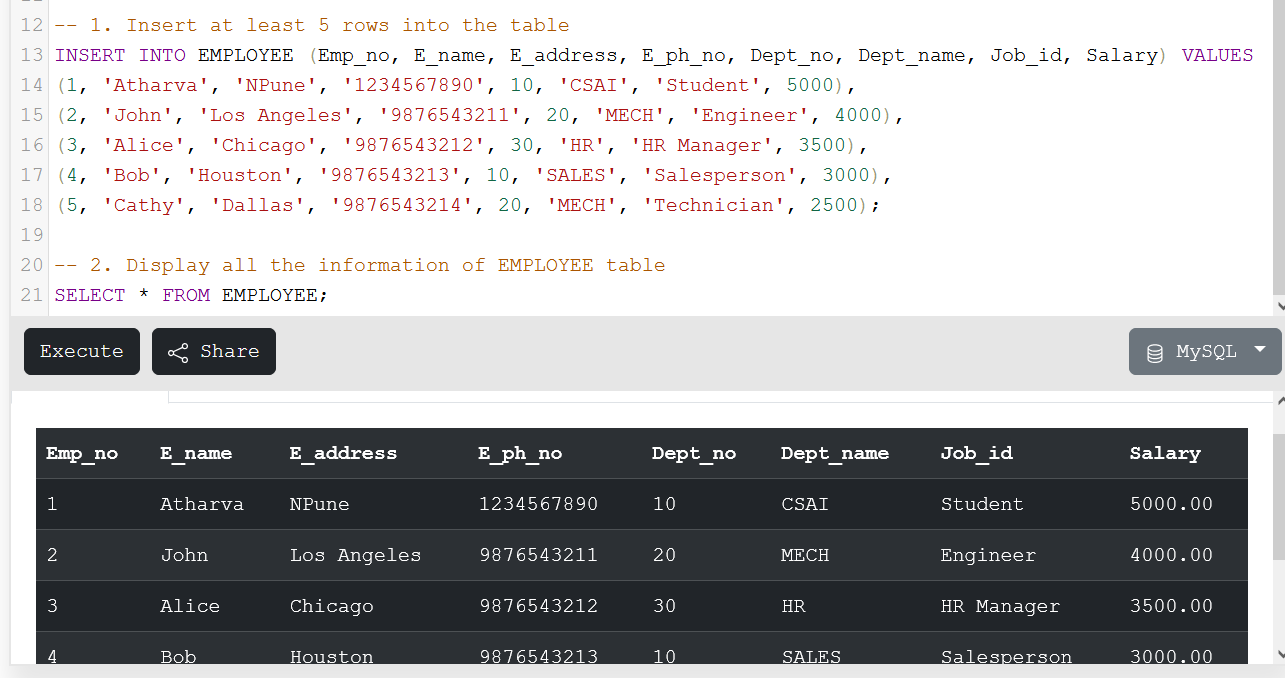 12 -- 1. Insert at least 5 rows into the table
13 INSERT INTO EMPLOYEE (Emp_no, E_name, E_address, E_ph_no, Dept_no, Dept_name, Job_id, Salary) VALUES
14 (1, 'Atharva', 'NPune', '1234567890', 10, 'CSAI', 'Student', 5000),
15 (2, 'John', 'Los Angeles', '9876543211', 20, 'MECH', 'Engineer', 4000),
16 (3, 'Alice', 'Chicago', '9876543212', 30, 'HR', 'HR Manager', 3500),
17 (4, 'Bob', 'Houston', '9876543213', 10, 'SALES', 'Salesperson', 3000),
18 (5, 'Cathy', 'Dallas', '9876543214', 20, 'MECH', 'Technician', 2500);
19
20 -- 2. Display all the information of EMPLOYEE table
21 SELECT * FROM EMPLOYEE;
Execute Share MySQL
Emp_no E_name E_address E_ph_no Dept_no Dept_name Job_id Salary
1 Atharva NPune 1234567890 10 CSAI Student 5000.00
2 John Los Angeles 9876543211 20 MECH Engineer 4000.00
3 Alice Chicago 9876543212 30 HR HR Manager 3500.00
4 Bob Houston 9876543213 10 SALES Salesperson 3000.00